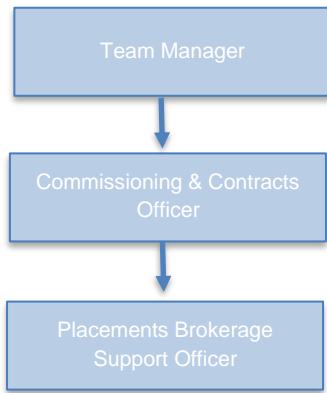 Team Manager
Commissioning & Contracts
Officer
Placements Brokerage
Support Officer